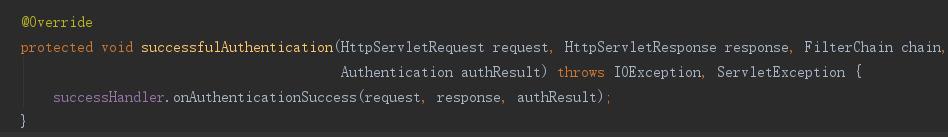 @Override
protected void successfulAuthentication(HttpServletRequest request, HttpServletResponse response, FilterChain chain,
Authentication authResult) throws IOException, ServletException {
successHandler.onAuthenticationSuccess(request, response, authResult);
}